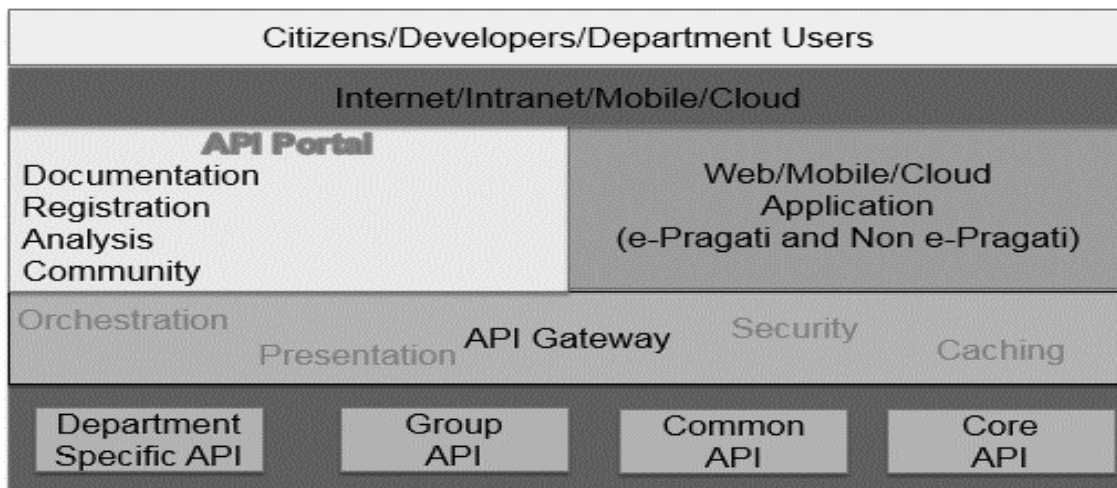 Citizens/Developers/Department Users
Internet/Intranet/Mobile/Cloud
API Portal
Documentation
Registration
Analysis
Community
Web/Mobile/Cloud
Application
(e-Pragati and Non e-Pragati)
Orchestration
Presentation
API Gateway
Security
Caching
Department
Specific API
Group
API
Common
API
Core
API